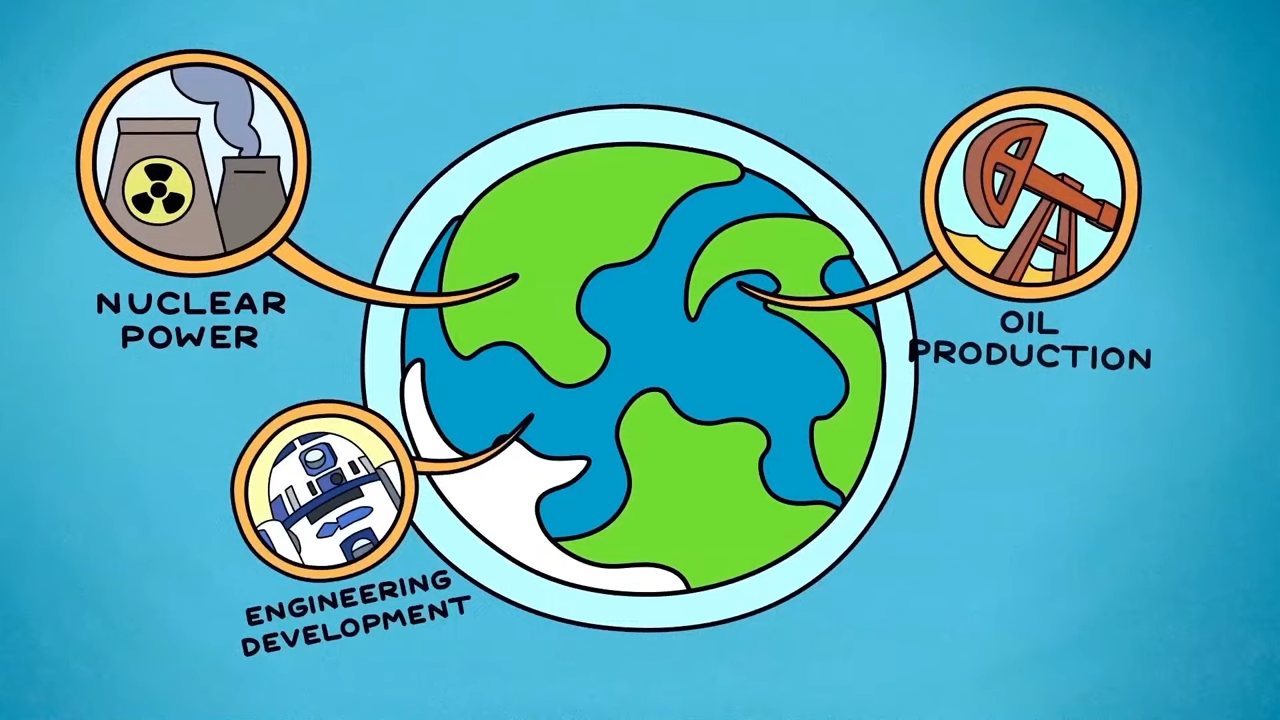 NUCLEAR
POWER
OIL
PRODUCTION
ENGINEERING
DEVELOPMENT